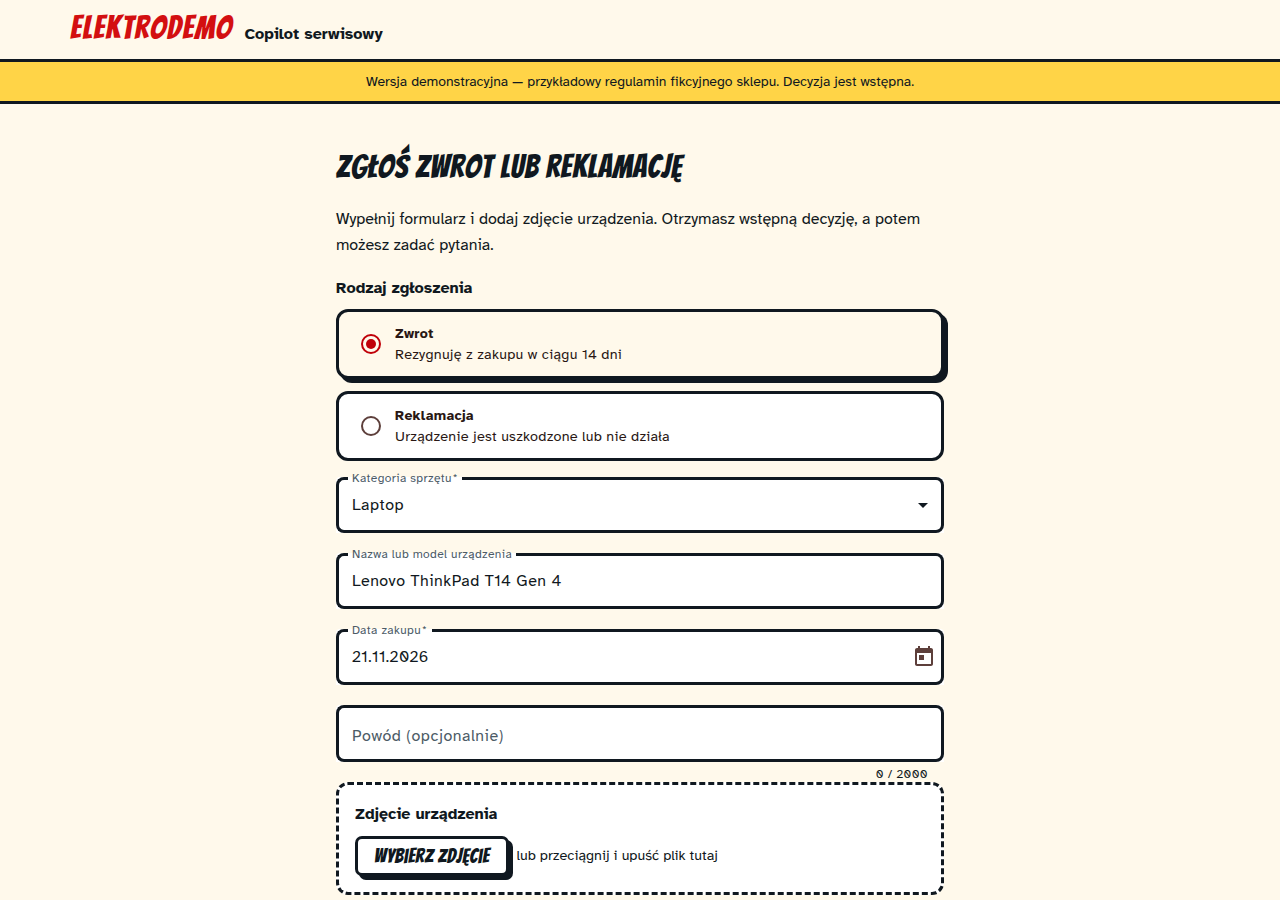 ELEKTRODEMO Copilot serwisowy
Wersja demonstracyjna — przykładowy regulamin fikcyjnego sklepu. Decyzja jest wstępna.
ZGŁOŚ ZWROT LUB REKLAMACJĘ
Wypełnij formularz i dodaj zdjęcie urządzenia. Otrzymasz wstępną decyzję, a potem
możesz zadać pytania.
Rodzaj zgłoszenia
Zwrot
Rezygnuję z zakupu w ciągu 14 dni
Reklamacja
Urządzenie jest uszkodzone lub nie działa
Kategoria sprzętu*
Laptop
Nazwa lub model urządzenia
Lenovo ThinkPad T14 Gen 4
Data zakupu*
21.11.2026
Powód (opcjonalnie)
0 / 2000
Zdjęcie urządzenia
WYBIERZ ZDJĘCIE lub przeciągnij i upuść plik tutaj